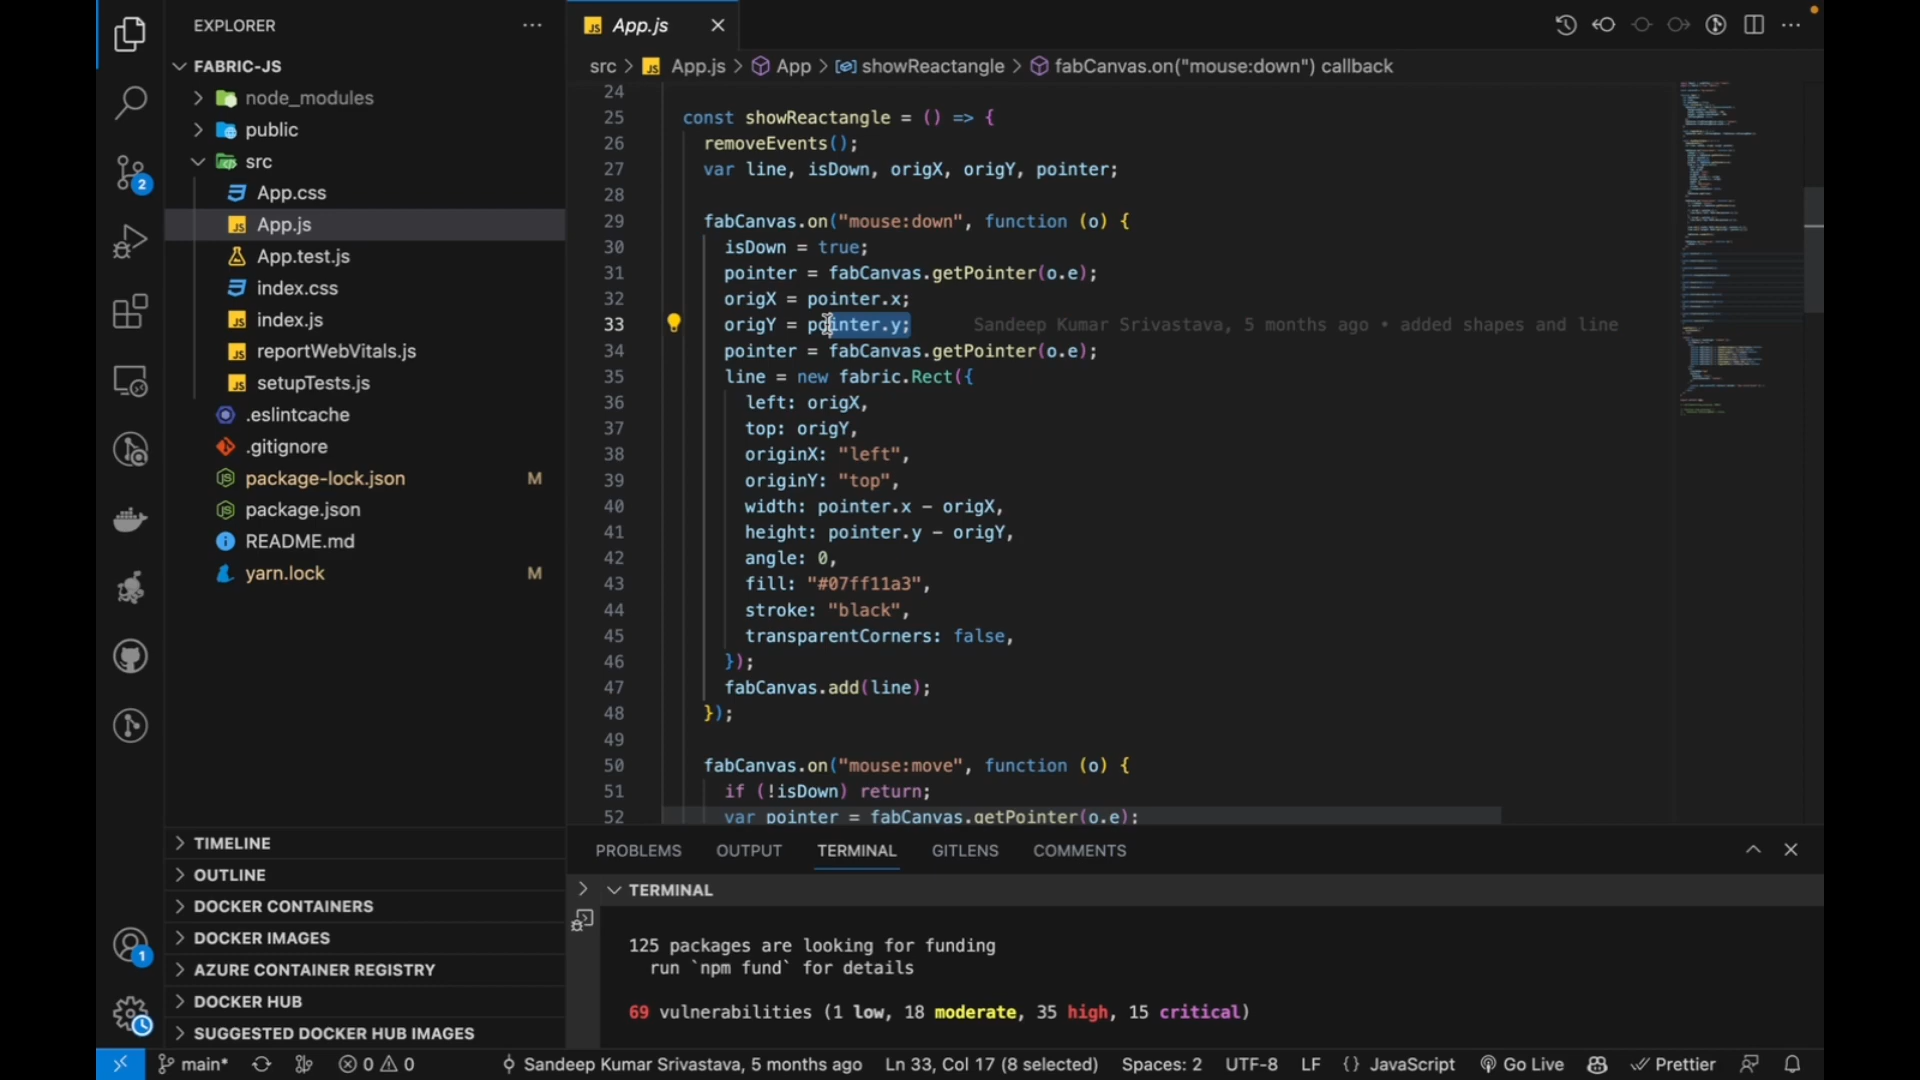 EXPLORER
FABRIC-JS
node_modules
public
src
App.css
App.js
App.test.js
index.css
index.js
reportWebVitals.js
setupTests.js
.eslintcache
.gitignore
package-lock.json M
package.json
README.md
yarn.lock M
TIMELINE
OUTLINE
DOCKER CONTAINERS
DOCKER IMAGES
AZURE CONTAINER REGISTRY
DOCKER HUB
SUGGESTED DOCKER HUB IMAGES
2
1
JS App.js
src > JS App.js > App > showReactangle > fabCanvas.on("mouse:down") callback
24
25 const showReactangle = () => {
26 removeEvents();
27 var line, isDown, origX, origY, pointer;
28
29 fabCanvas.on("mouse:down", function (o) {
30 isDown = true;
31 pointer = fabCanvas.getPointer(o.e);
32 origX = pointer.x;
33 origY = pointer.y; Sandeep Kumar Srivastava, 5 months ago • added shapes and line
34 pointer = fabCanvas.getPointer(o.e);
35 line = new fabric.Rect({
36 left: origX,
37 top: origY,
38 originX: "left",
39 originY: "top",
40 width: pointer.x - origX,
41 height: pointer.y - origY,
42 angle: 0,
43 fill: "#07ff11a3",
44 stroke: "black",
45 transparentCorners: false,
46 });
47 fabCanvas.add(line);
48 });
49
50 fabCanvas.on("mouse:move", function (o) {
51 if (!isDown) return;
52 var pointer = fabCanvas.getPointer(o.e);
PROBLEMS OUTPUT TERMINAL GITLENS COMMENTS
TERMINAL
125 packages are looking for funding
run `npm fund` for details
69 vulnerabilities (1 low, 18 moderate, 35 high, 15 critical)
main* 0 0 Sandeep Kumar Srivastava, 5 months ago Ln 33, Col 17 (8 selected) Spaces: 2 UTF-8 LF {} JavaScript Go Live Prettier